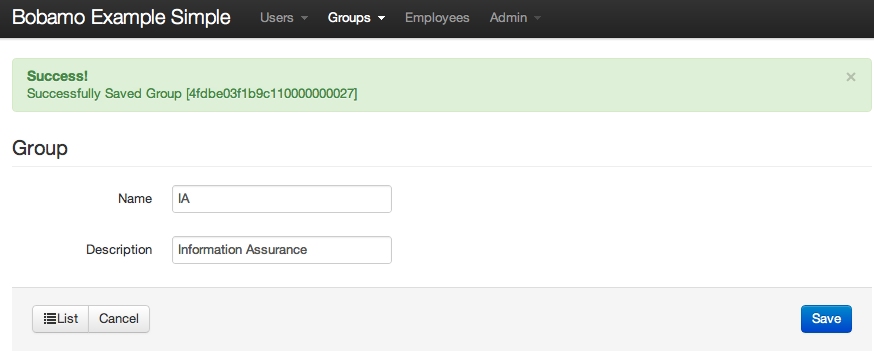 Bobamo Example Simple Users Groups Employees Admin
Success! ×
Successfully Saved Group [4fdbe03f1b9c110000000027]
Group
Name IA
Description Information Assurance
List Cancel Save